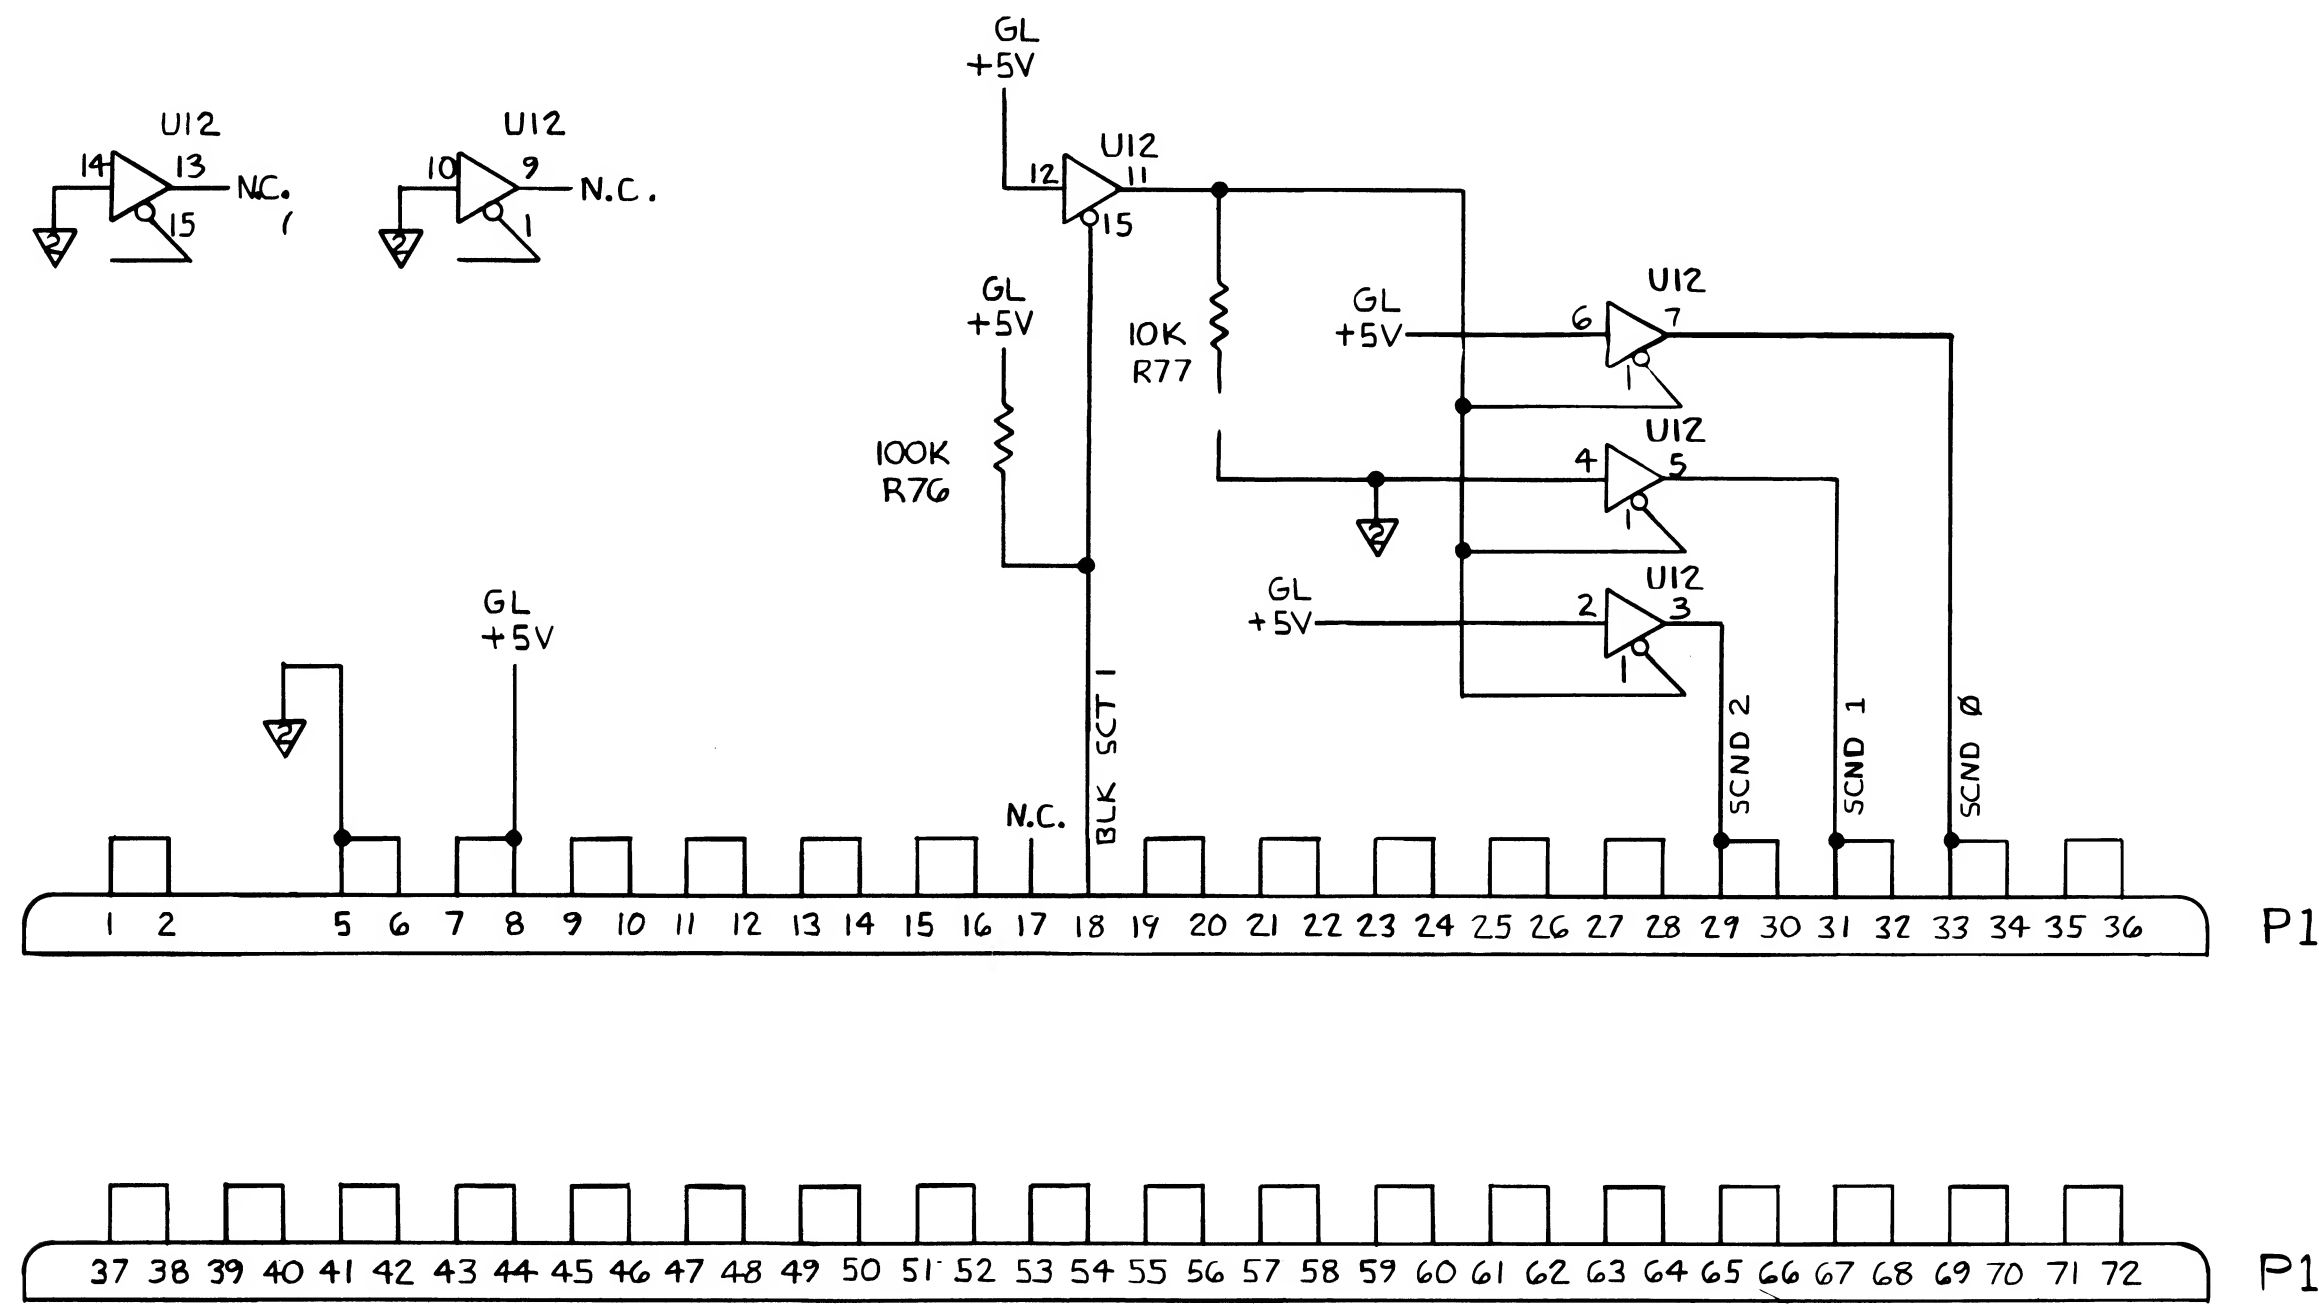 GL
+5V
U12
14 13
N.C.
15
2
U12
10 9
N.C.
1
2
U12
12 11
15
GL
+5V
100K
R76
10K
R77
GL
+5V
U12
6 7
1
U12
4 5
1
2
GL
+5V
U12
2 3
1
GL
+5V
2
N.C.
BLK SCT 1
SCND 2
SCND 1
SCND Ø
1 2 5 6 7 8 9 10 11 12 13 14 15 16 17 18 19 20 21 22 23 24 25 26 27 28 29 30 31 32 33 34 35 36 P1
37 38 39 40 41 42 43 44 45 46 47 48 49 50 51 52 53 54 55 56 57 58 59 60 61 62 63 64 65 66 67 68 69 70 71 72 P1